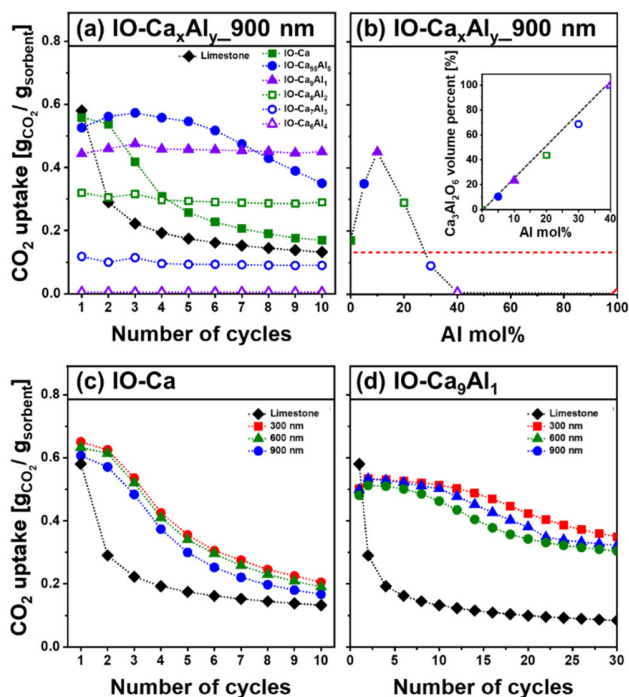 (a) IO-CaxAly_900 nm
Limestone
IO-Ca
IO-Ca95Al5
IO-Ca9Al1
IO-Ca8Al2
IO-Ca7Al3
IO-Ca6Al4
0.8
0.6
0.4
0.2
0.0
CO2 uptake [gCO2/ gsorbent]
1 2 3 4 5 6 7 8 9 10
Number of cycles
(b) IO-CaxAly_900 nm
Ca3Al2O6 volume percent [%]
120
100
80
60
40
20
0
0 10 20 30 40
Al mol%
0 20 40 60 80 100
Al mol%
(c) IO-Ca
Limestone
300 nm
600 nm
900 nm
0.8
0.6
0.4
0.2
0.0
CO2 uptake [gCO2/ gsorbent]
1 2 3 4 5 6 7 8 9 10
Number of cycles
(d) IO-Ca9Al1
Limestone
300 nm
600 nm
900 nm
0 5 10 15 20 25 30
Number of cycles